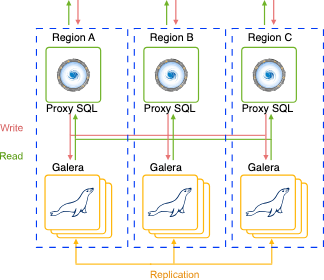 Region A
Region B
Region C
Proxy SQL
Proxy SQL
Proxy SQL
Write
Read
Galera
Galera
Galera
Replication